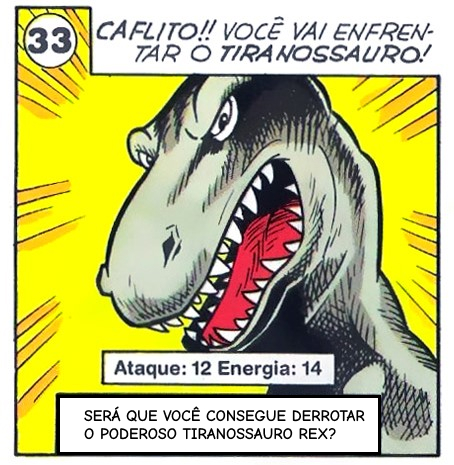 33
CAFLITO!! VOCÊ VAI ENFREN-
TAR O TIRANOSSAURO!
Ataque: 12 Energia: 14
SERÁ QUE VOCÊ CONSEGUE DERROTAR
O PODEROSO TIRANOSSAURO REX?